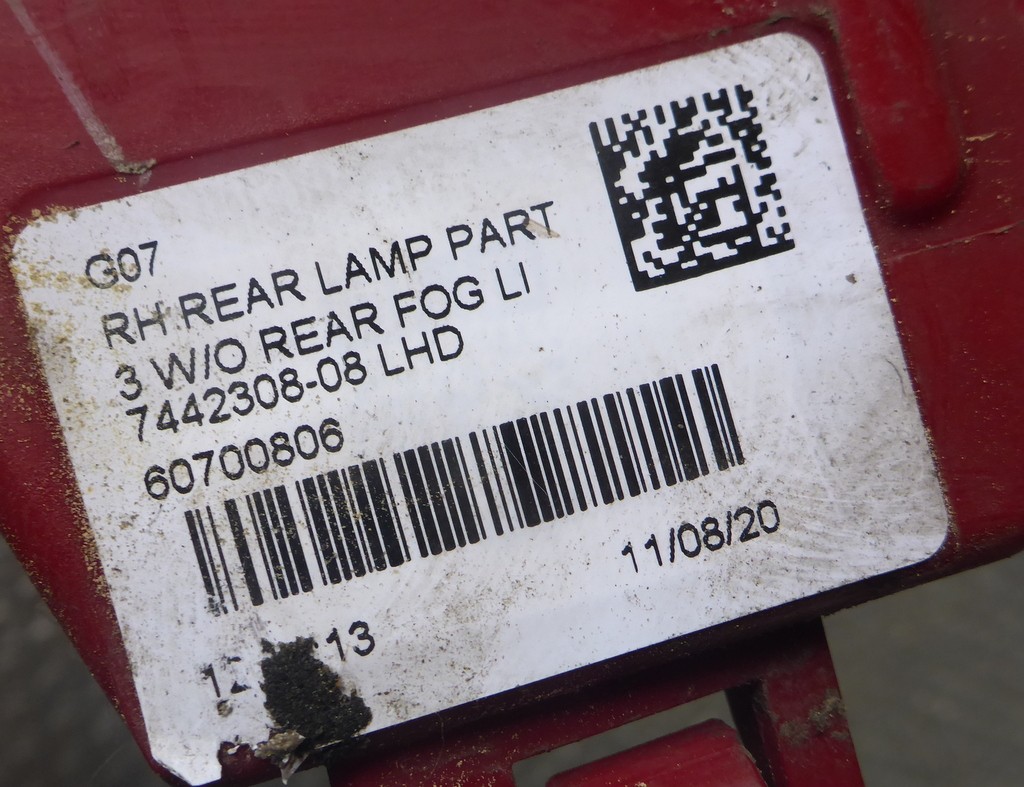 G07
RH REAR LAMP PART
3 W/O REAR FOG LI
7442308-08 LHD
60700806
11/08/20
13